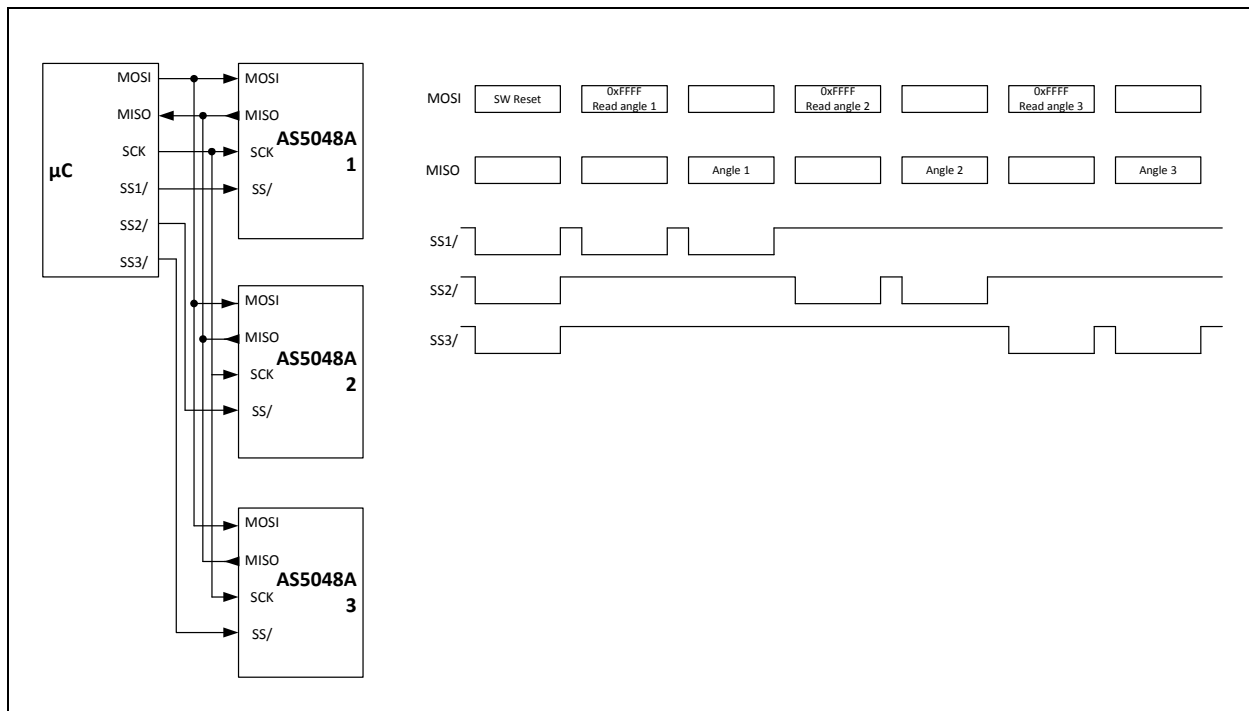 µC
MOSI
MISO
SCK
SS1/
SS2/
SS3/
MOSI
MISO
SCK
SS/
AS5048A
1
MOSI
MISO
SCK
SS/
AS5048A
2
MOSI
MISO
SCK
SS/
AS5048A
3
MOSI
SW Reset
0xFFFF
Read angle 1
0xFFFF
Read angle 2
0xFFFF
Read angle 3
MISO
Angle 1
Angle 2
Angle 3
SS1/
SS2/
SS3/